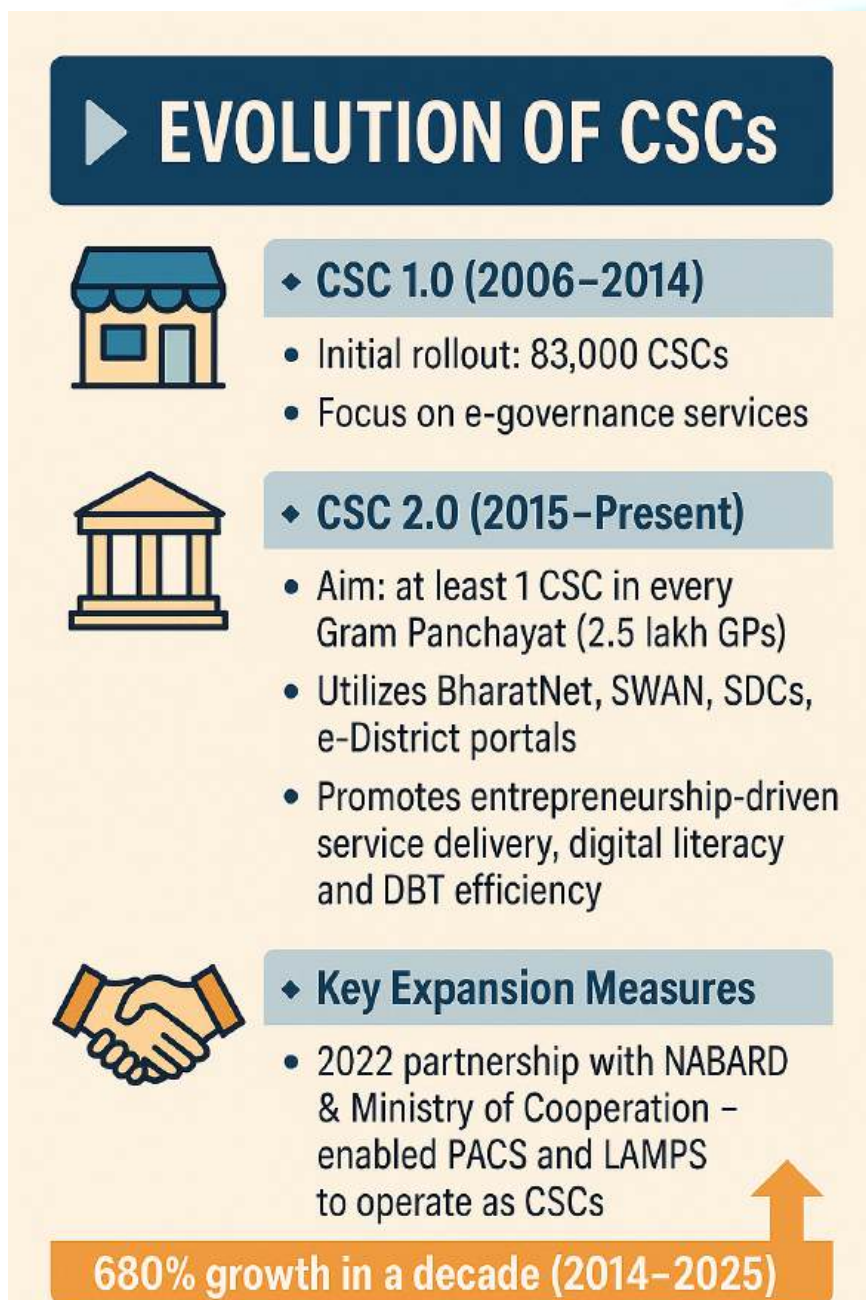 EVOLUTION OF CSCs
◆ CSC 1.0 (2006–2014)
• Initial rollout: 83,000 CSCs
• Focus on e-governance services
◆ CSC 2.0 (2015–Present)
• Aim: at least 1 CSC in every
Gram Panchayat (2.5 lakh GPs)
• Utilizes BharatNet, SWAN, SDCs,
e-District portals
• Promotes entrepreneurship-driven
service delivery, digital literacy
and DBT efficiency
◆ Key Expansion Measures
• 2022 partnership with NABARD
& Ministry of Cooperation –
enabled PACS and LAMPS
to operate as CSCs
680% growth in a decade (2014–2025)